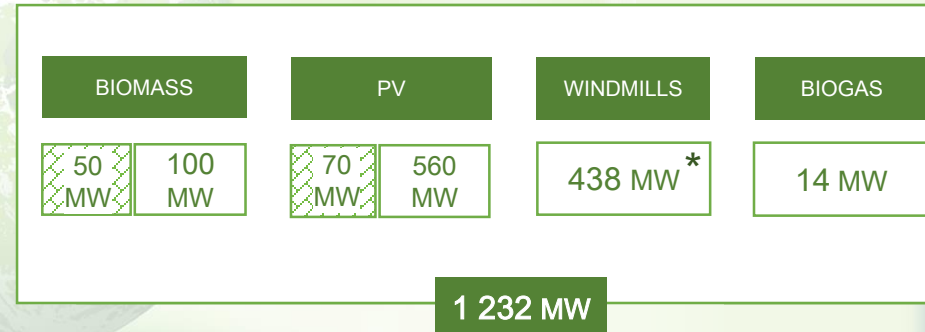 BIOMASS
PV
WINDMILLS
BIOGAS
50
MW
100
MW
70
MW
560
MW
438 MW*
14 MW
1 232 MW